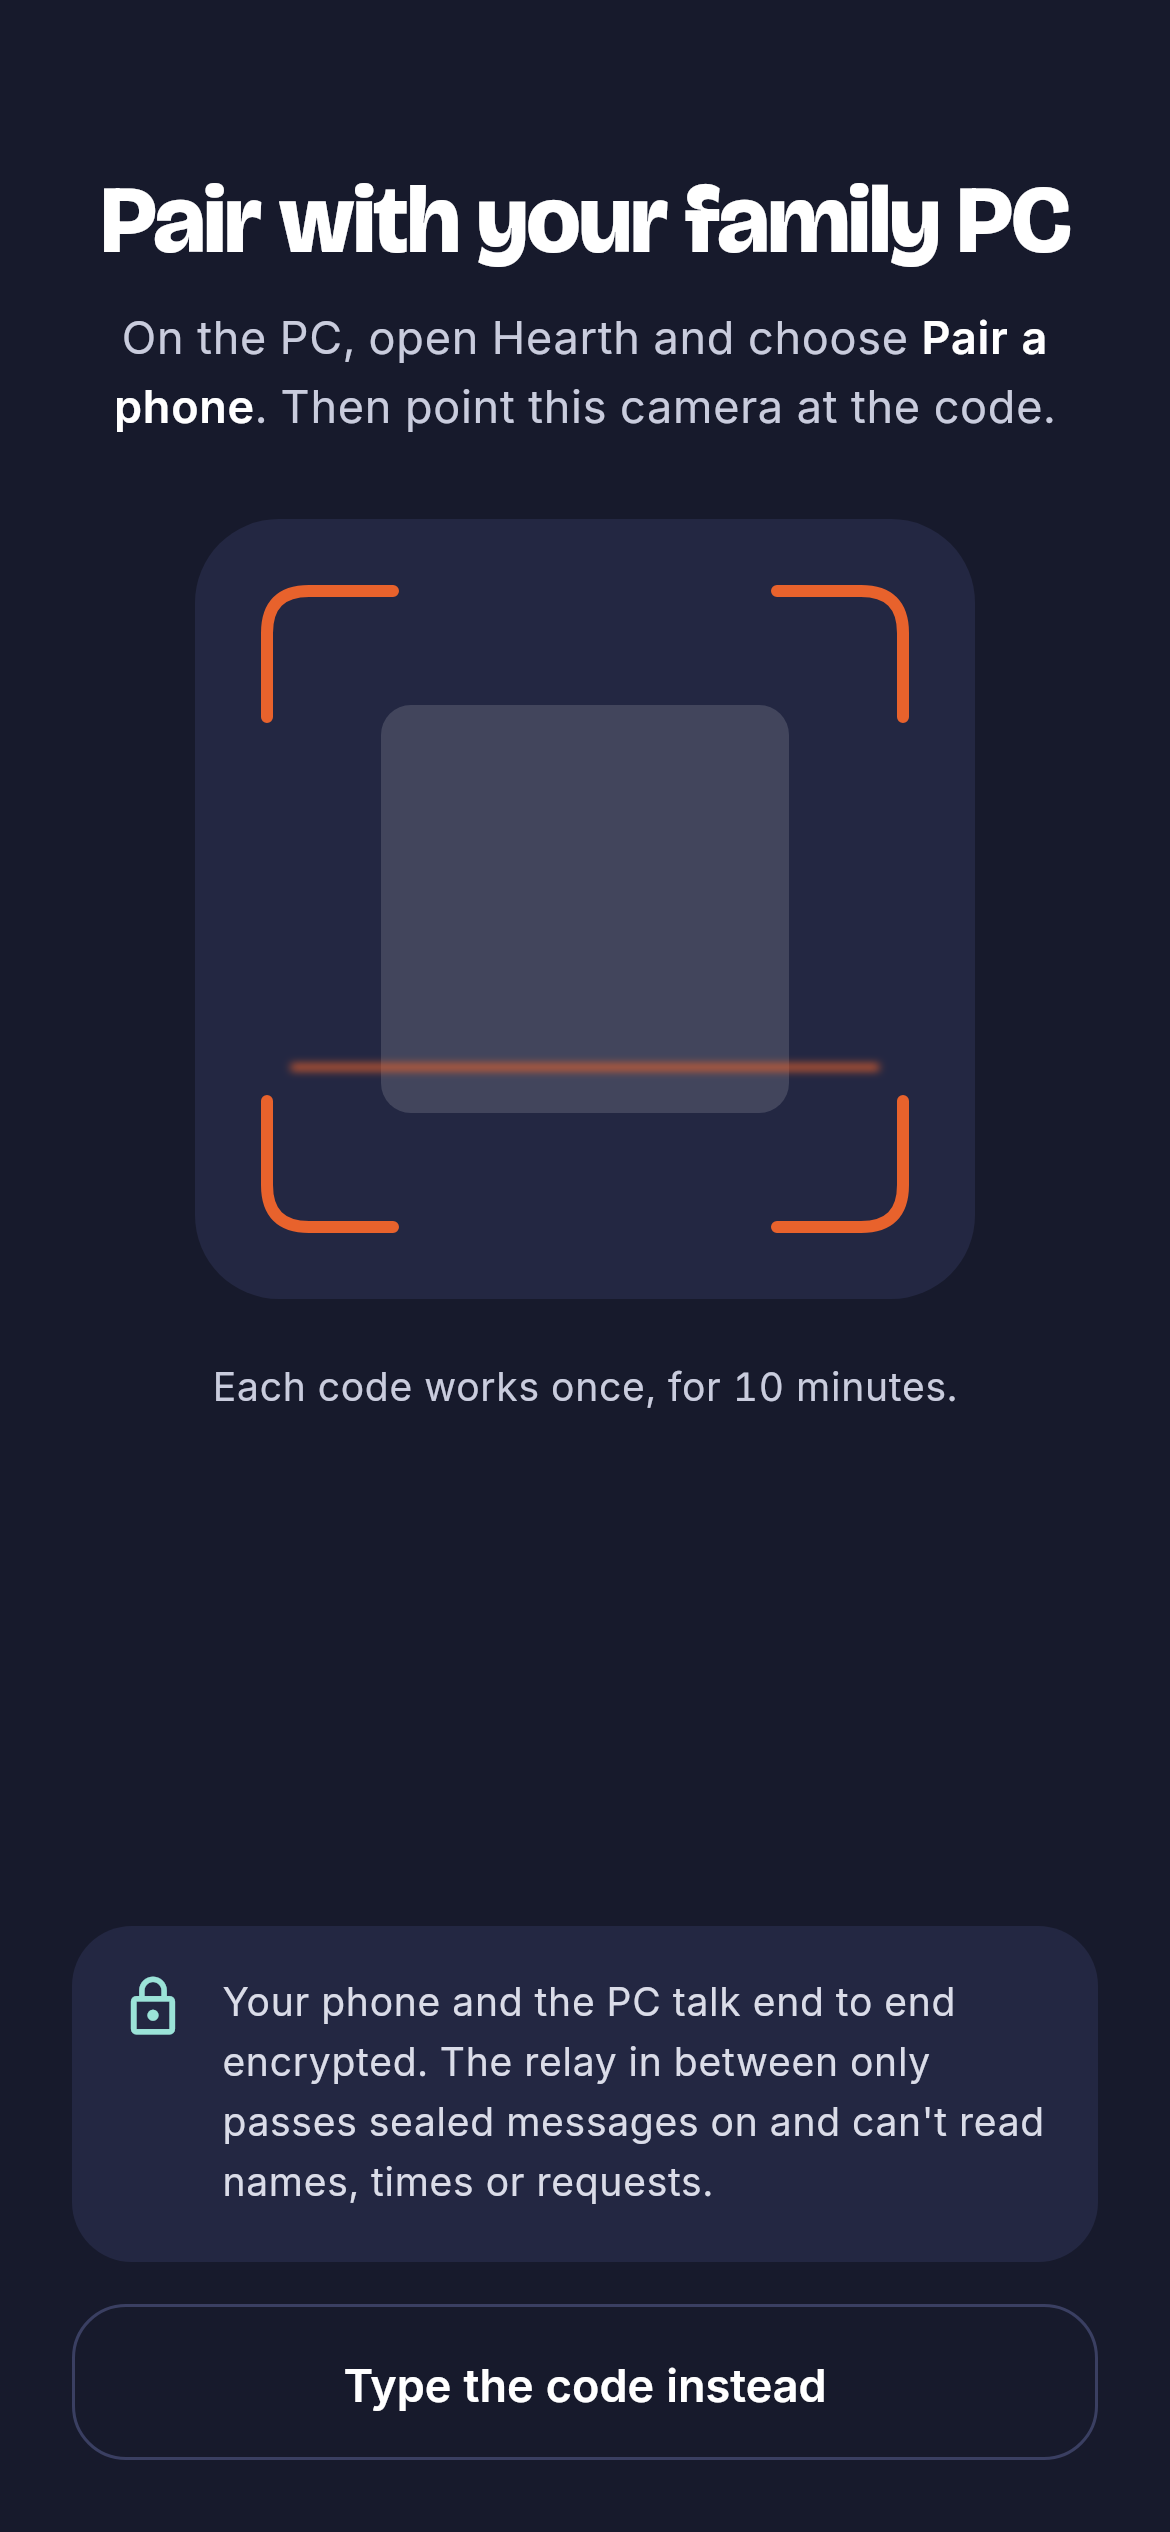 Pair with your family PC
On the PC, open Hearth and choose Pair a
phone. Then point this camera at the code.
Each code works once, for 10 minutes.
Your phone and the PC talk end to end
encrypted. The relay in between only
passes sealed messages on and can't read
names, times or requests.
Type the code instead